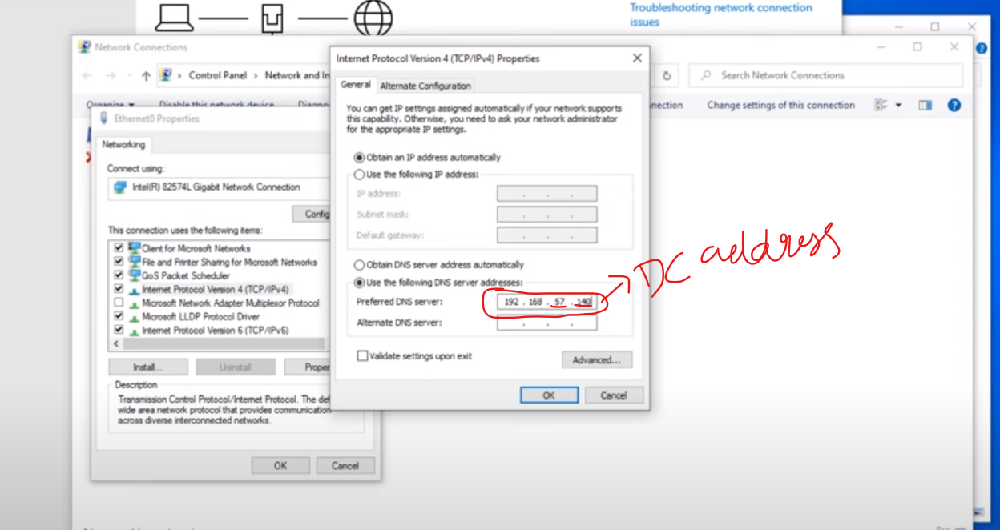 Troubleshooting network connection
issues
Network Connections
Control Panel > Network and In
Search Network Connections
Organize
Disable this network device
Diagno
nnection
Change settings of this connection
Ethernet0 Properties
Networking
Connect using:
Intel(R) 82574L Gigabit Network Connection
Config
This connection uses the following items:
Client for Microsoft Networks
File and Printer Sharing for Microsoft Networks
QoS Packet Scheduler
Internet Protocol Version 4 (TCP/IPv4)
Microsoft Network Adapter Multiplexor Protocol
Microsoft LLDP Protocol Driver
Internet Protocol Version 6 (TCP/IPv6)
Install...
Uninstall
Proper
Description
Transmission Control Protocol/Internet Protocol. The def
wide area network protocol that provides communication
across diverse interconnected networks.
OK
Cancel
Internet Protocol Version 4 (TCP/IPv4) Properties
General
Alternate Configuration
You can get IP settings assigned automatically if your network supports
this capability. Otherwise, you need to ask your network administrator
for the appropriate IP settings.
Obtain an IP address automatically
Use the following IP address:
IP address:
Subnet mask:
Default gateway:
Obtain DNS server address automatically
Use the following DNS server addresses:
Preferred DNS server: 192 . 168 . 57 . 140
Alternate DNS server:
Validate settings upon exit
Advanced...
OK
Cancel
DC address